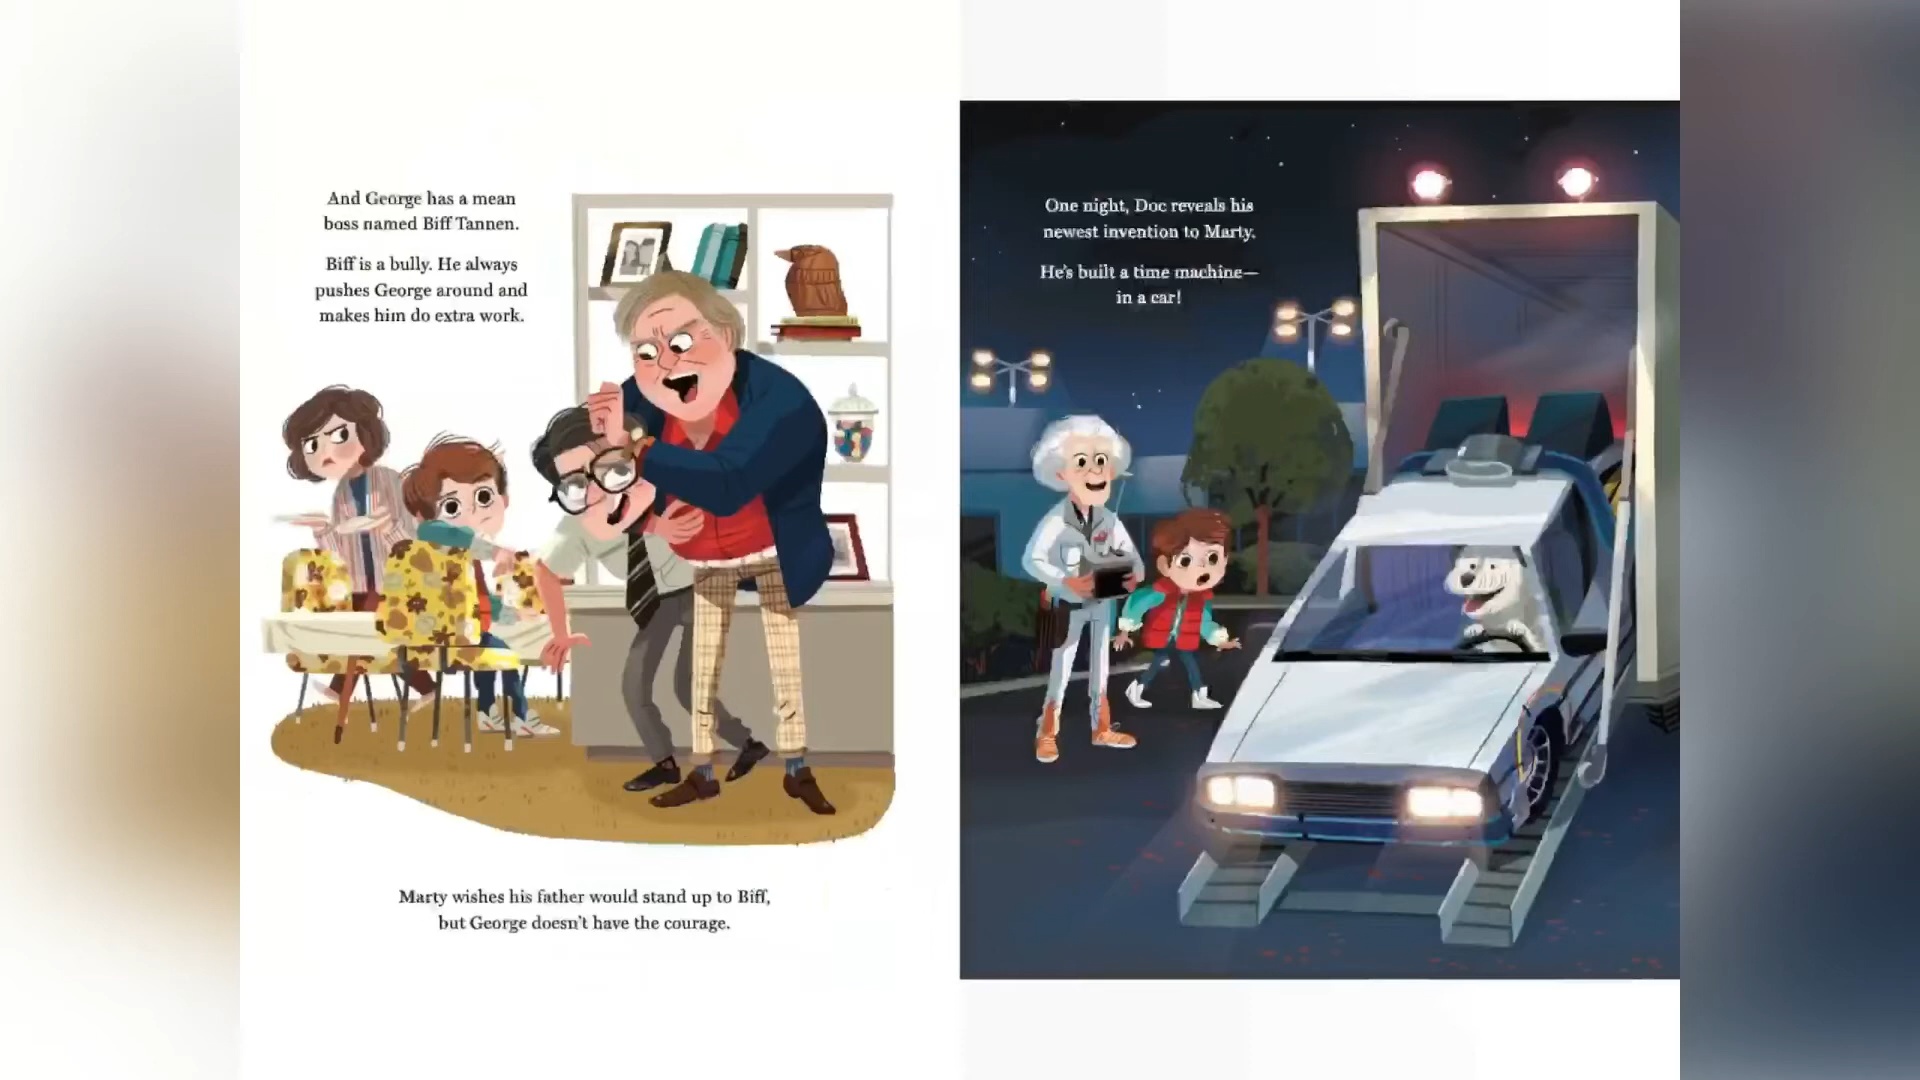 And George has a mean
boss named Biff Tannen.
Biff is a bully. He always
pushes George around and
makes him do extra work.
Marty wishes his father would stand up to Biff,
but George doesn't have the courage.
One night, Doc reveals his
newest invention to Marty.
He's built a time machine—
in a car!